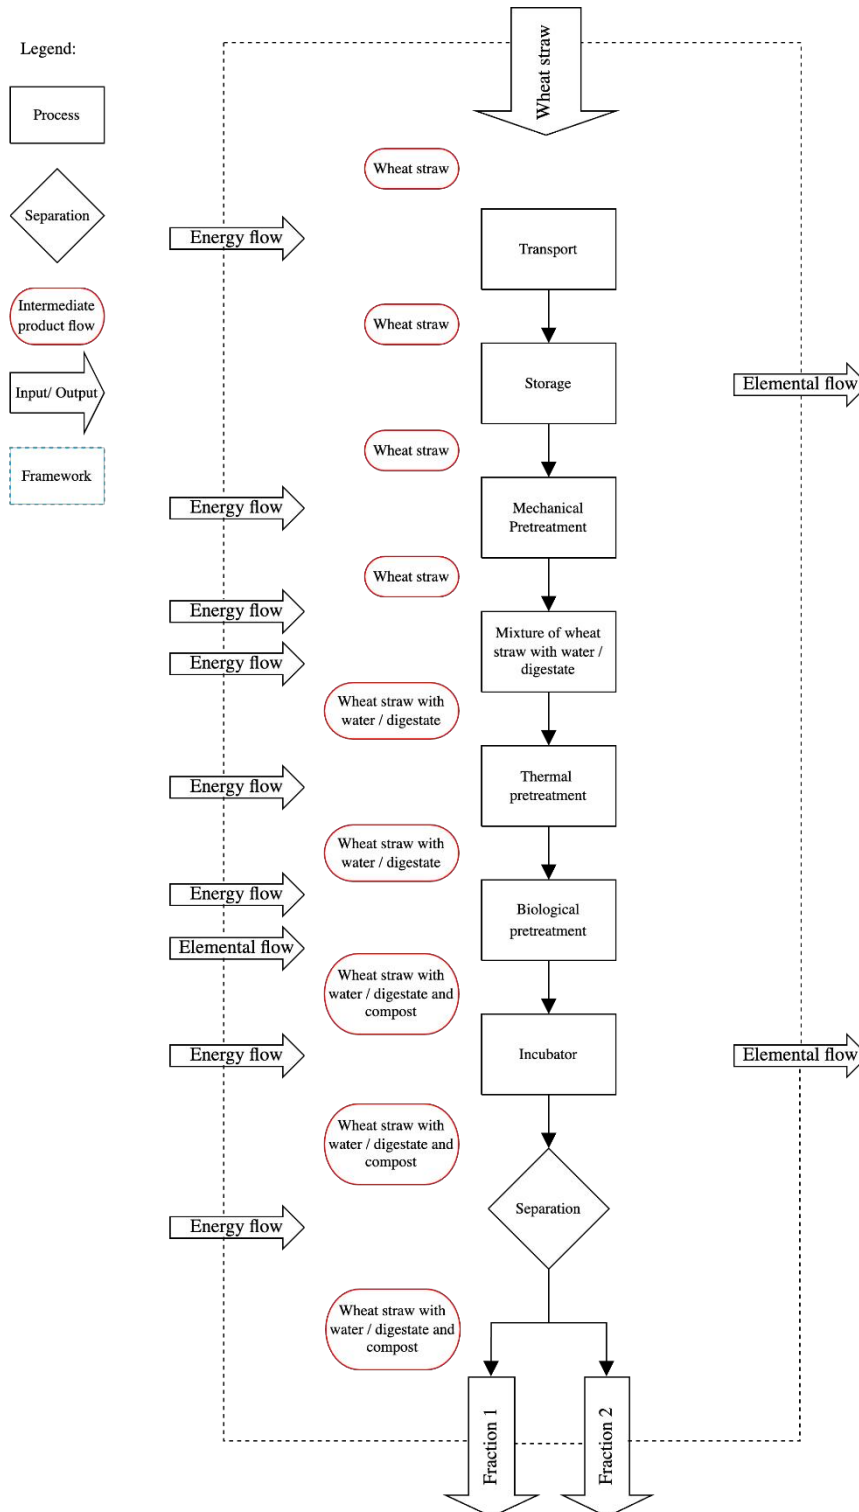 Legend:
Process
Separation
Intermediate
product flow
Input/ Output
Framework
Wheat straw
Wheat straw
Energy flow
Transport
Wheat straw
Storage
Elemental flow
Wheat straw
Energy flow
Mechanical
Pretreatment
Wheat straw
Energy flow
Mixture of wheat
straw with water /
digestate
Energy flow
Wheat straw with
water / digestate
Energy flow
Thermal
pretreatment
Wheat straw with
water / digestate
Energy flow
Biological
pretreatment
Elemental flow
Wheat straw with
water / digestate and
compost
Energy flow
Incubator
Elemental flow
Wheat straw with
water / digestate and
compost
Separation
Energy flow
Wheat straw with
water / digestate and
compost
Fraction 1
Fraction 2